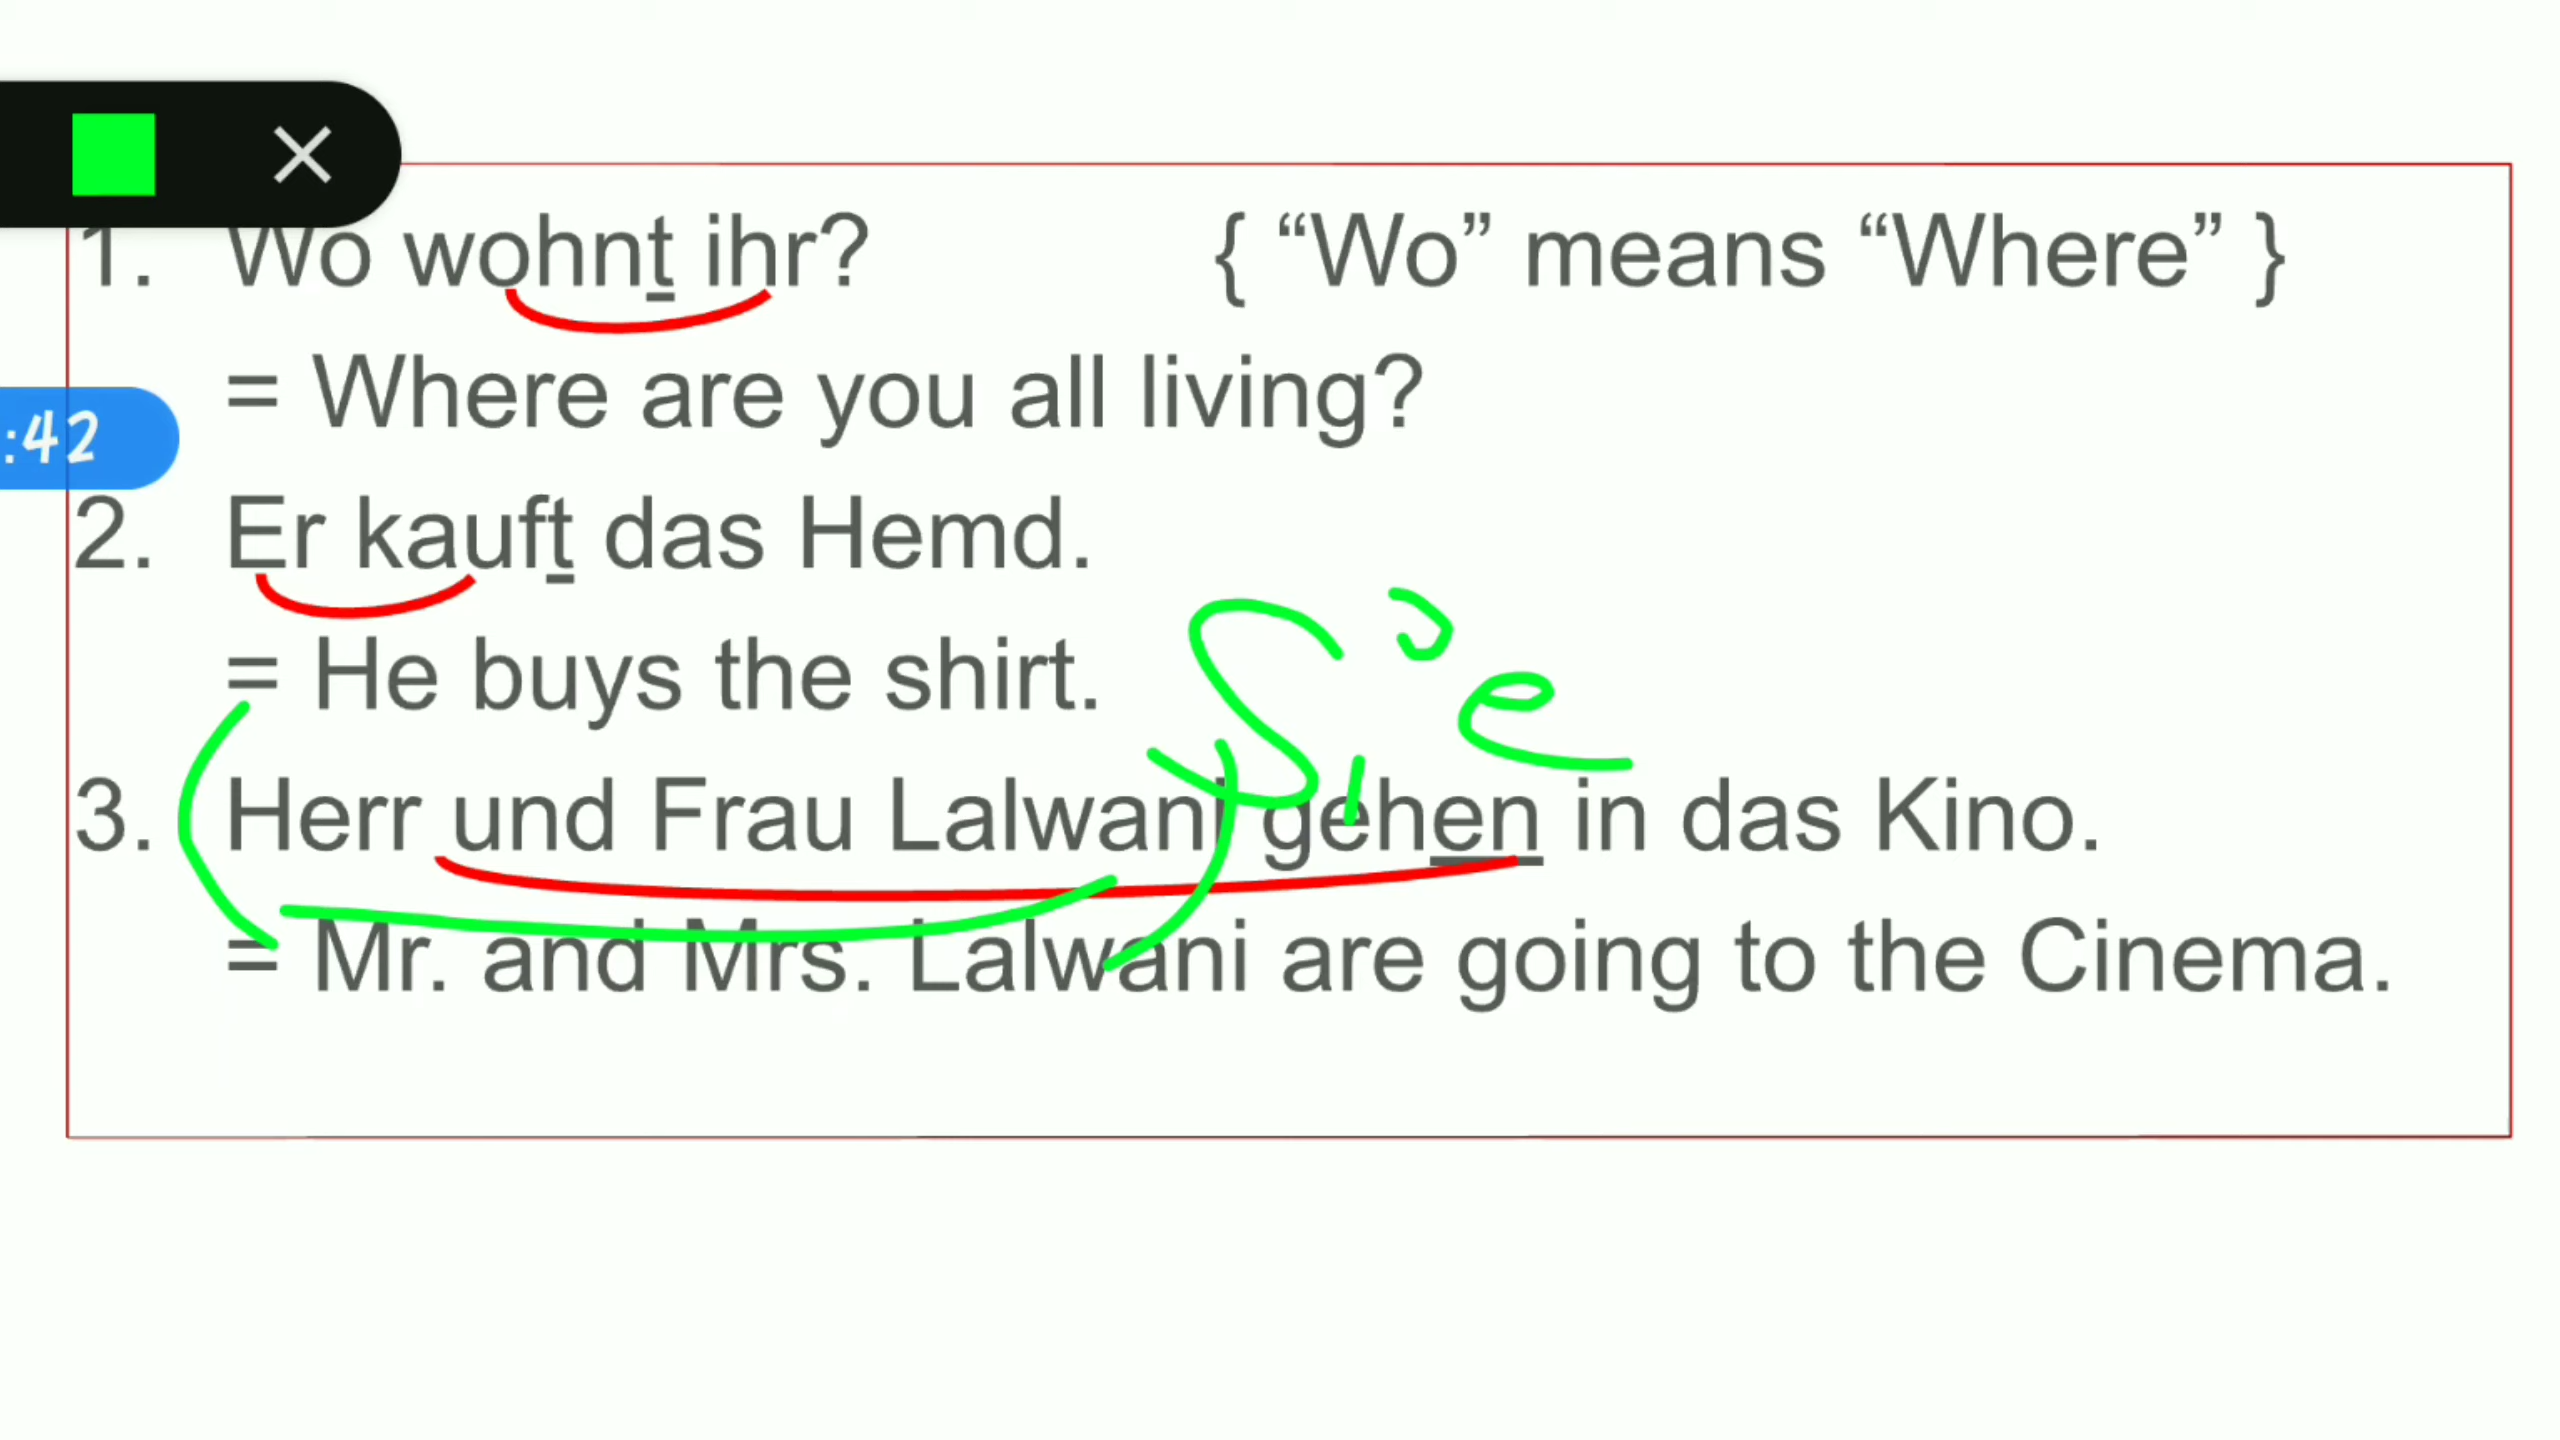 1. Wo wohnt ihr? { “Wo” means “Where” }
= Where are you all living?
:42
2. Er kauft das Hemd.
= He buys the shirt.
Sie
3. Herr und Frau Lalwani gehen in das Kino.
= Mr. and Mrs. Lalwani are going to the Cinema.